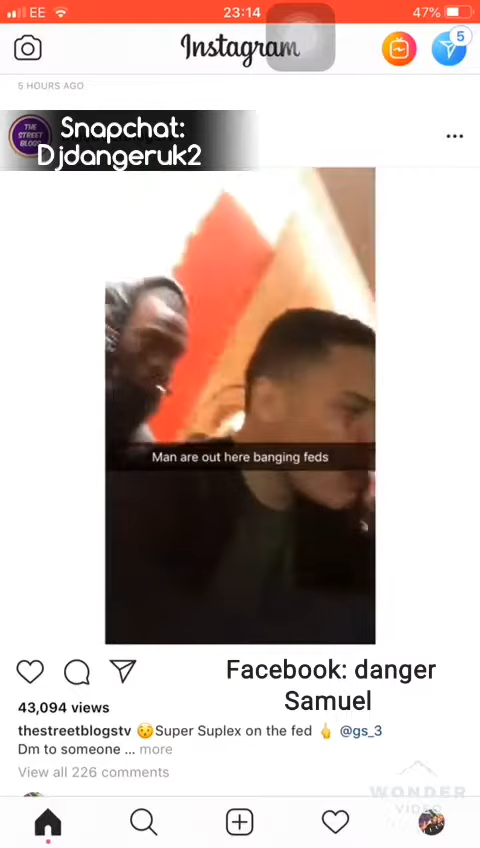 EE
23:14
47%
Instagram
5
5 HOURS AGO
THE
STREET
BLOGS
Snapchat:
Djdangeruk2
Man are out here banging feds
Facebook: danger
Samuel
43,094 views
thestreetblogstv 😯Super Suplex on the fed 👆 @gs_3
Dm to someone ... more
View all 226 comments
WONDER
VIDEO